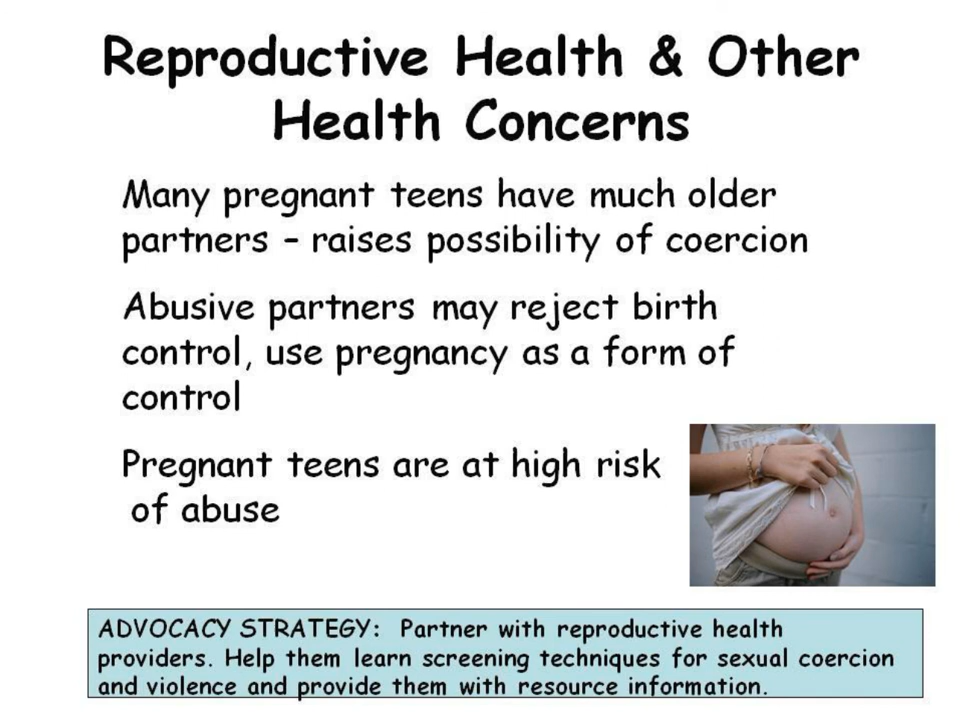 Reproductive Health & Other
Health Concerns
Many pregnant teens have much older
partners – raises possibility of coercion
Abusive partners may reject birth
control, use pregnancy as a form of
control
Pregnant teens are at high risk
of abuse
ADVOCACY STRATEGY: Partner with reproductive health
providers. Help them learn screening techniques for sexual coercion
and violence and provide them with resource information.